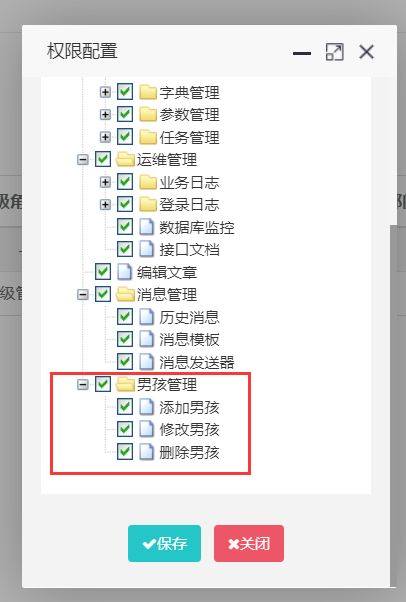 权限配置
字典管理
参数管理
任务管理
运维管理
业务日志
登录日志
数据库监控
接口文档
编辑文章
消息管理
历史消息
消息模板
消息发送器
男孩管理
添加男孩
修改男孩
删除男孩
保存
关闭
级角
级管